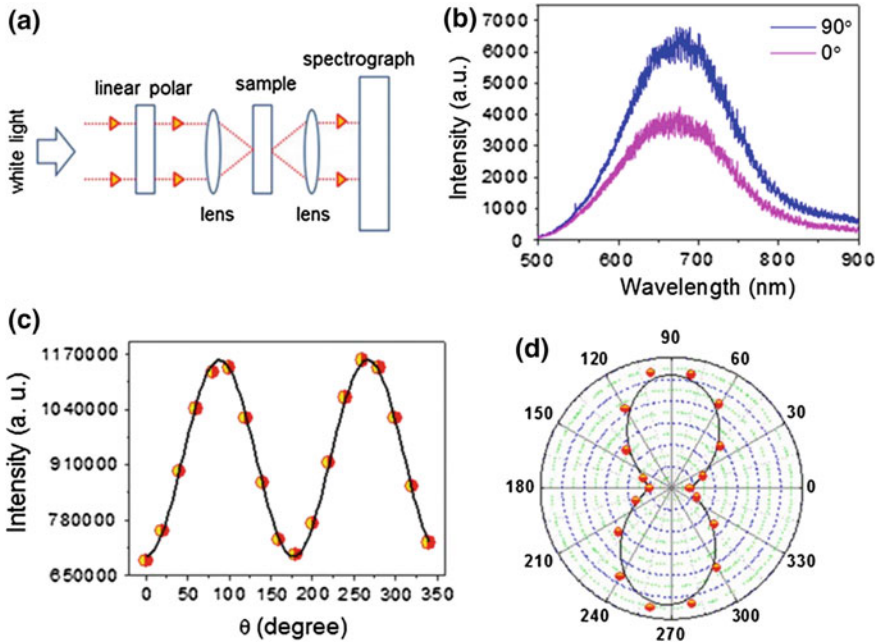 (a)
white light
linear polar
sample
spectrograph
lens
lens
(b)
Intensity (a.u.)
7000
6000
5000
4000
3000
2000
1000
0
500
600
700
800
900
Wavelength (nm)
90°
0°
(c)
Intensity (a. u.)
1170000
1040000
910000
780000
650000
0
50
100
150
200
250
300
350
θ (degree)
(d)
90
60
30
0
330
300
270
240
210
180
150
120